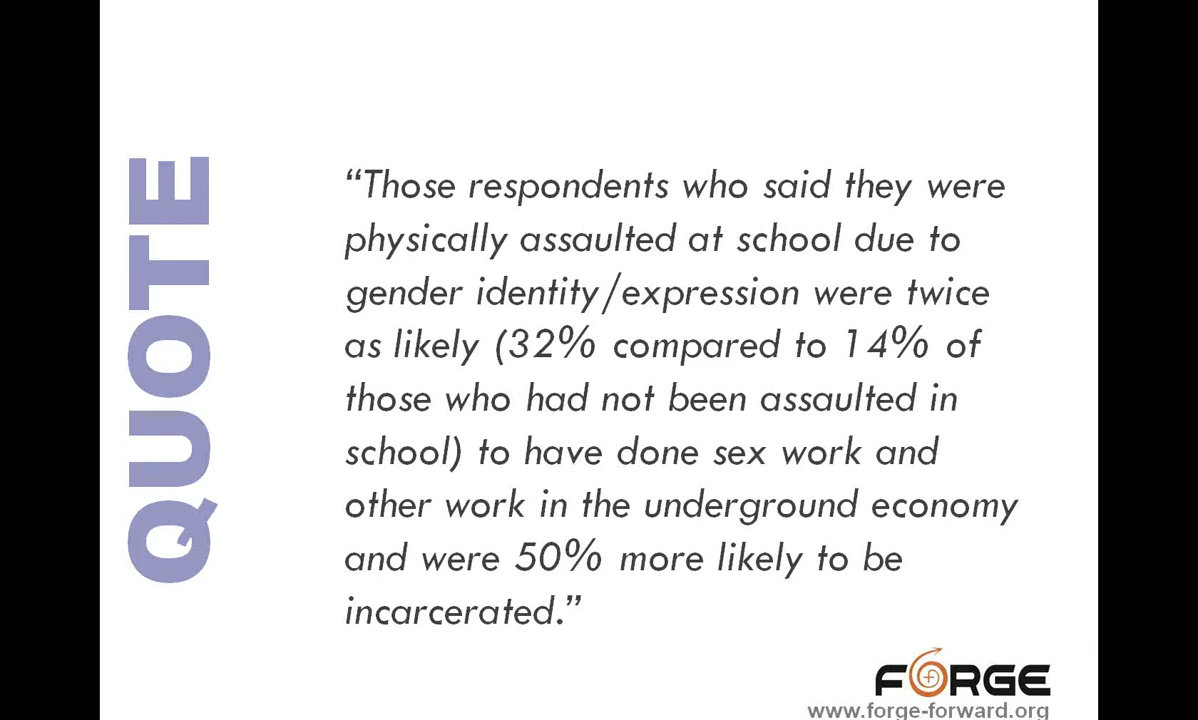 QUOTE
“Those respondents who said they were
physically assaulted at school due to
gender identity/expression were twice
as likely (32% compared to 14% of
those who had not been assaulted in
school) to have done sex work and
other work in the underground economy
and were 50% more likely to be
incarcerated.”
FORGE
www.forge-forward.org